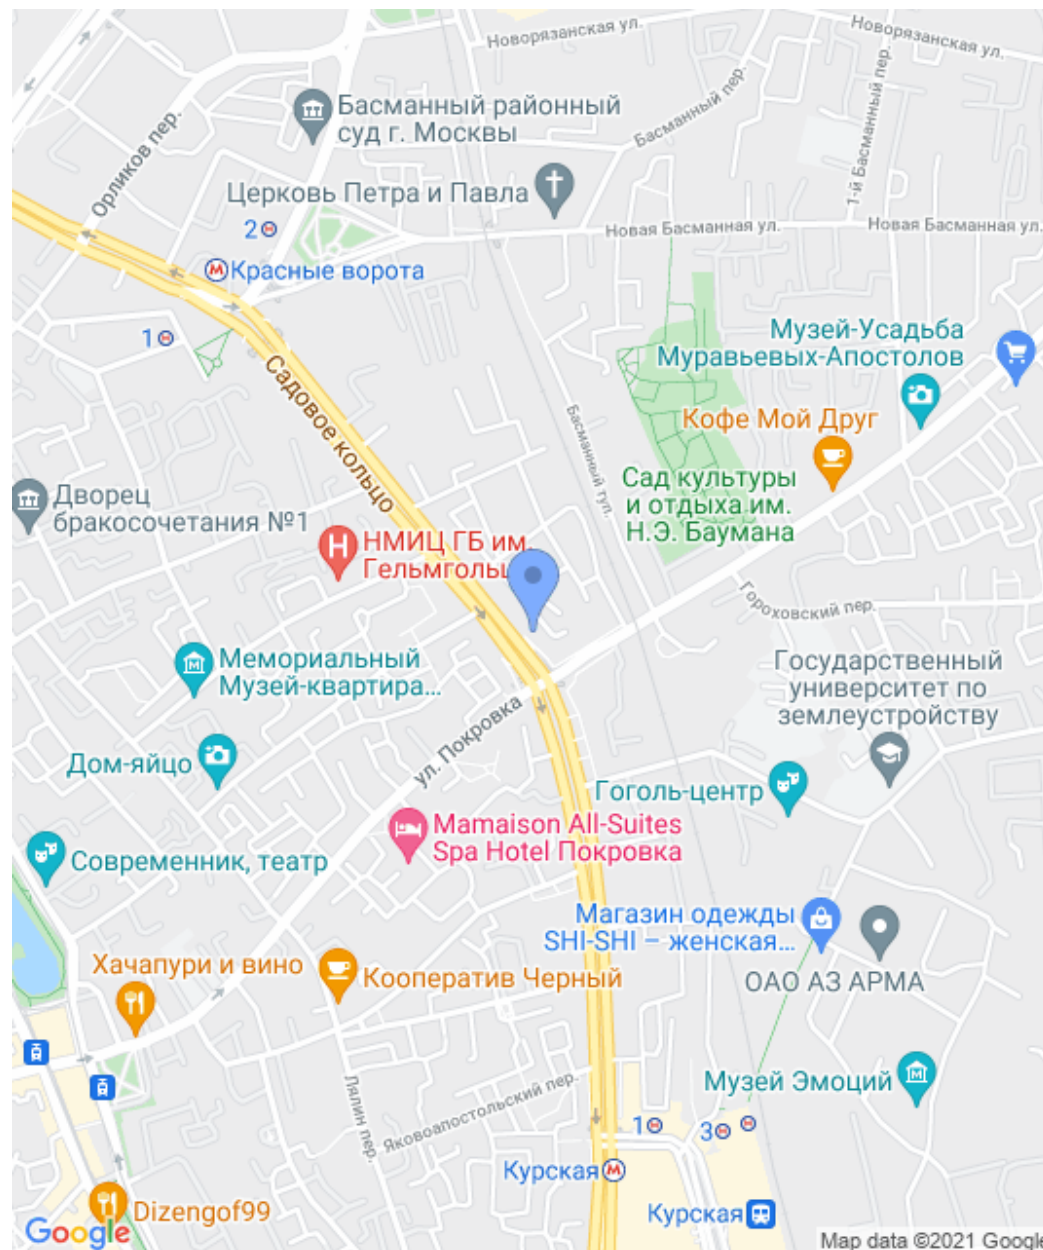 Новорязанская ул.
Новорязанская ул.
Басманный районный
суд г. Москвы
Басманный пер.
1-й Басманный пер.
Орликов пер.
Церковь Петра и Павла
2
Новая Басманная ул.
Новая Басманная ул.
Красные ворота
1
Музей-Усадьба
Муравьевых-Апостолов
Садовое кольцо
Басманный туп.
Кофе Мой Друг
Сад культуры
и отдыха им.
Н.Э. Баумана
Дворец
бракосочетания №1
НМИЦ ГБ им.
Гельмгольц
Гороховский пер.
Мемориальный
Музей-квартира...
Государственный
университет по
землеустройству
ул. Покровка
Дом-яйцо
Гоголь-центр
Mamaison All-Suites
Spa Hotel Покровка
Современник, театр
Магазин одежды
SHI-SHI – женская...
Хачапури и вино
Кооператив Черный
ОАО АЗ АРМА
Музей Эмоций
Лялин пер.
Яковоапостольский пер.
1
3
Курская
Курская
Dizengof99
Google
Map data ©2021 Google